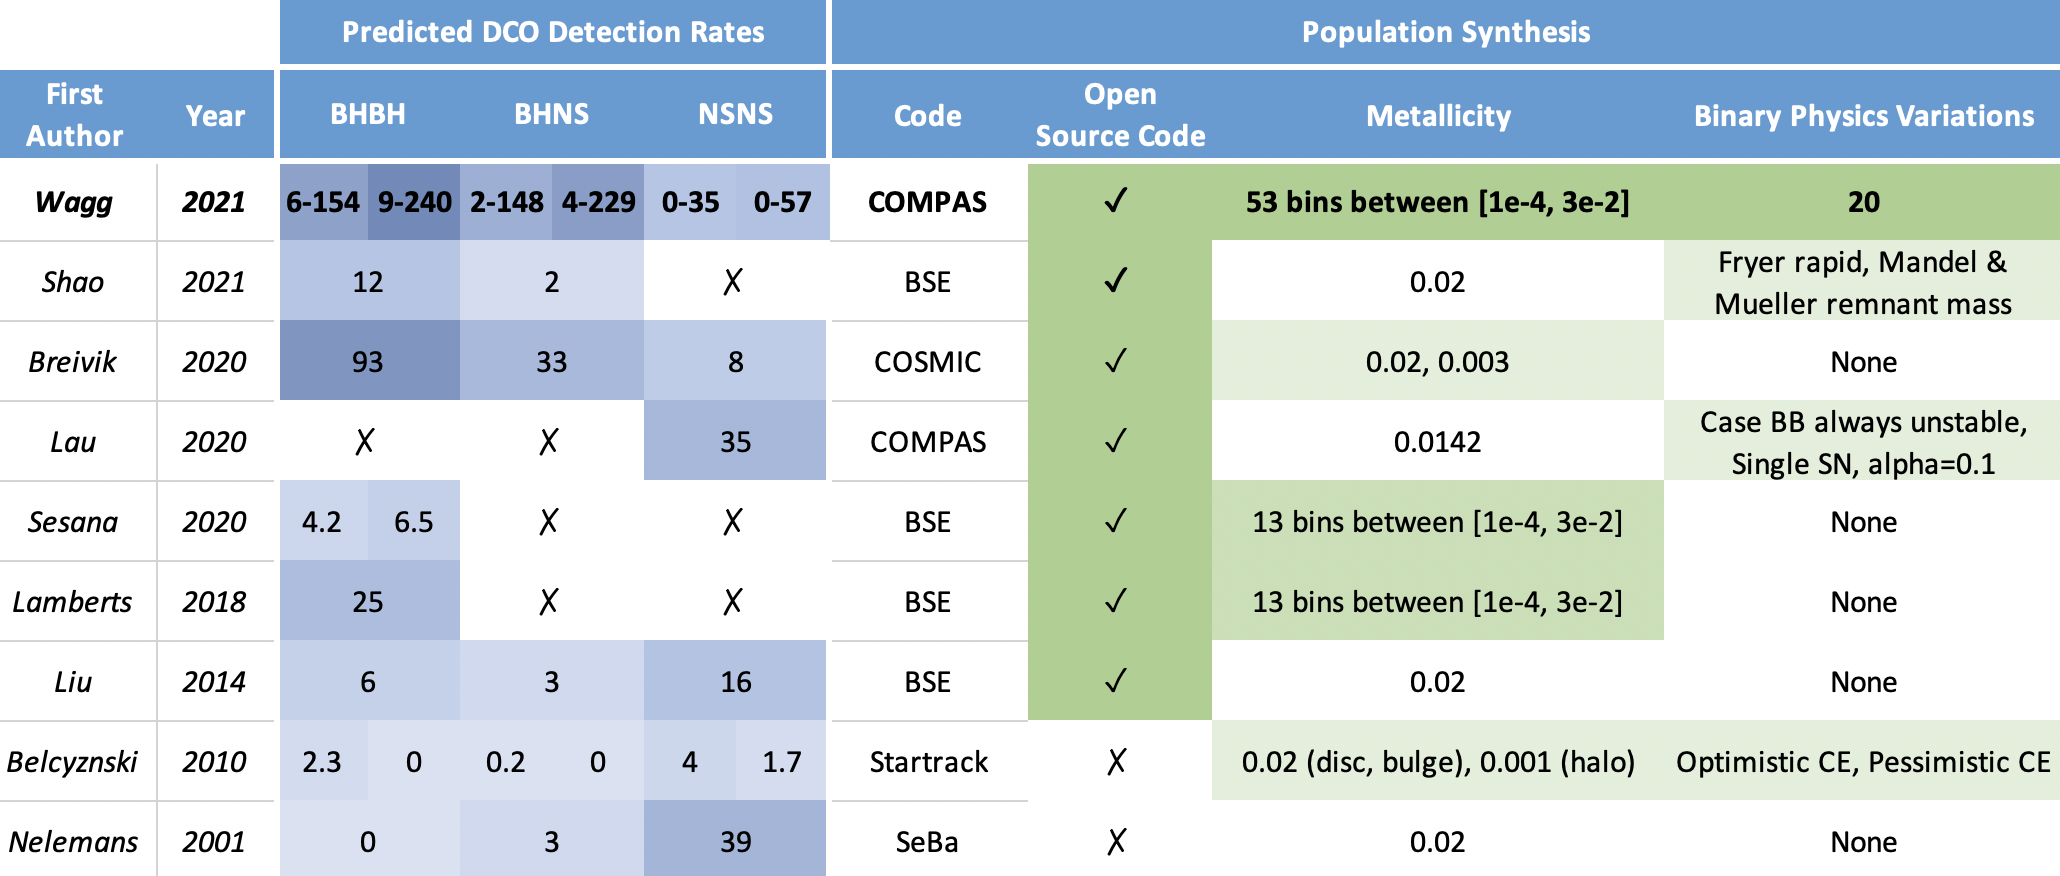 Predicted DCO Detection Rates Population Synthesis
First Author Year BHBH BHNS NSNS Code Open Source Code Metallicity Binary Physics Variations
Wagg 2021 6-154 9-240 2-148 4-229 0-35 0-57 COMPAS ✓ 53 bins between [1e-4, 3e-2] 20
Shao 2021 12 2 ✗ BSE ✓ 0.02 Fryer rapid, Mandel & Mueller remnant mass
Breivik 2020 93 33 8 COSMIC ✓ 0.02, 0.003 None
Lau 2020 ✗ ✗ 35 COMPAS ✓ 0.0142 Case BB always unstable, Single SN, alpha=0.1
Sesana 2020 4.2 6.5 ✗ ✗ BSE ✓ 13 bins between [1e-4, 3e-2] None
Lamberts 2018 25 ✗ ✗ BSE ✓ 13 bins between [1e-4, 3e-2] None
Liu 2014 6 3 16 BSE ✓ 0.02 None
Belcyznski 2010 2.3 0 0.2 0 4 1.7 Startrack ✗ 0.02 (disc, bulge), 0.001 (halo) Optimistic CE, Pessimistic CE
Nelemans 2001 0 3 39 SeBa ✗ 0.02 None